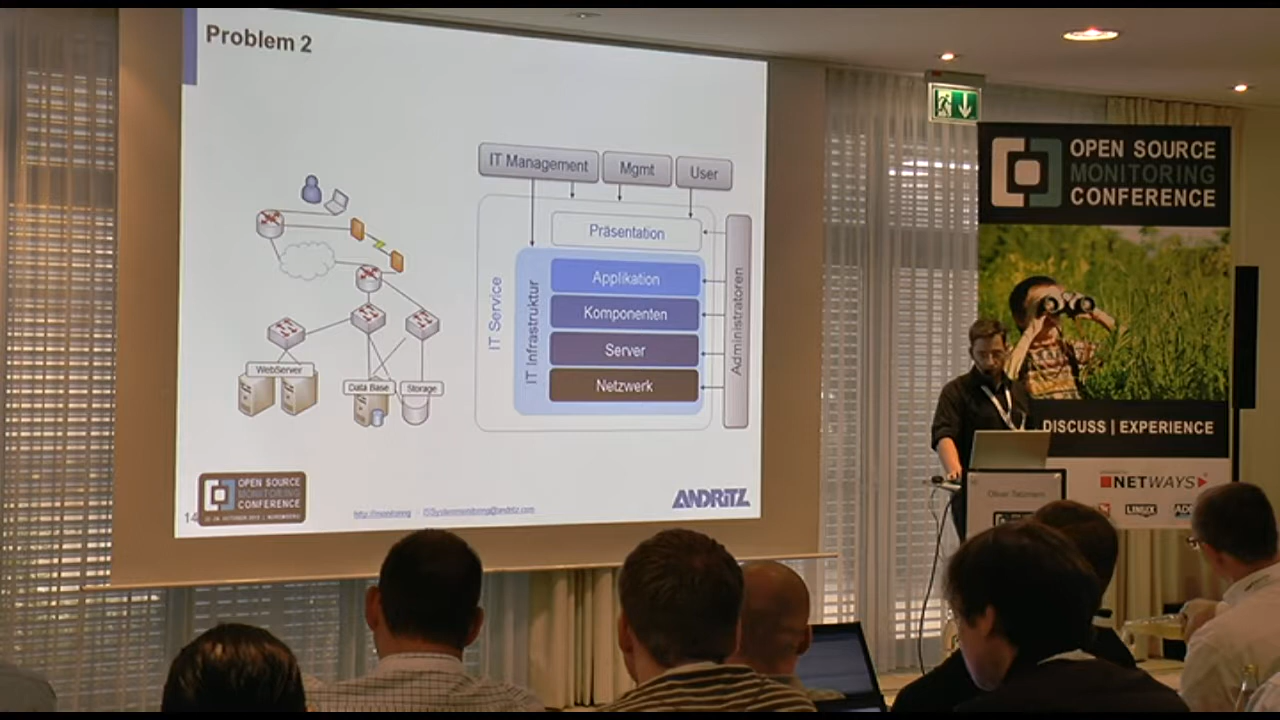 Problem 2
IT Management
Mgmt
User
Präsentation
IT Service
IT Infrastruktur
Applikation
Komponenten
Server
Netzwerk
Administratoren
WebServer
Data Base
Storage
OPEN SOURCE
MONITORING
CONFERENCE
14
ANDRITZ
OPEN SOURCE
MONITORING
CONFERENCE
DISCUSS | EXPERIENCE
NETWAYS
LINUX